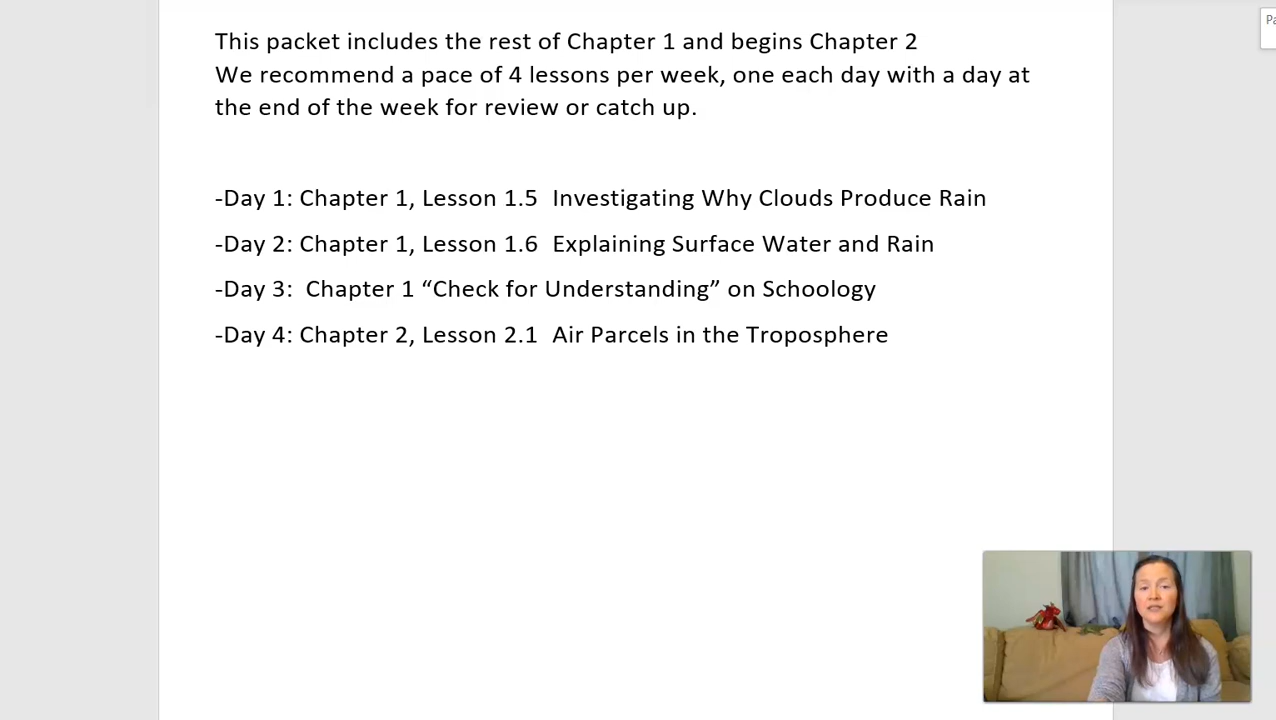 Pa
This packet includes the rest of Chapter 1 and begins Chapter 2
We recommend a pace of 4 lessons per week, one each day with a day at
the end of the week for review or catch up.
-Day 1: Chapter 1, Lesson 1.5  Investigating Why Clouds Produce Rain
-Day 2: Chapter 1, Lesson 1.6  Explaining Surface Water and Rain
-Day 3:  Chapter 1 “Check for Understanding” on Schoology
-Day 4: Chapter 2, Lesson 2.1  Air Parcels in the Troposphere